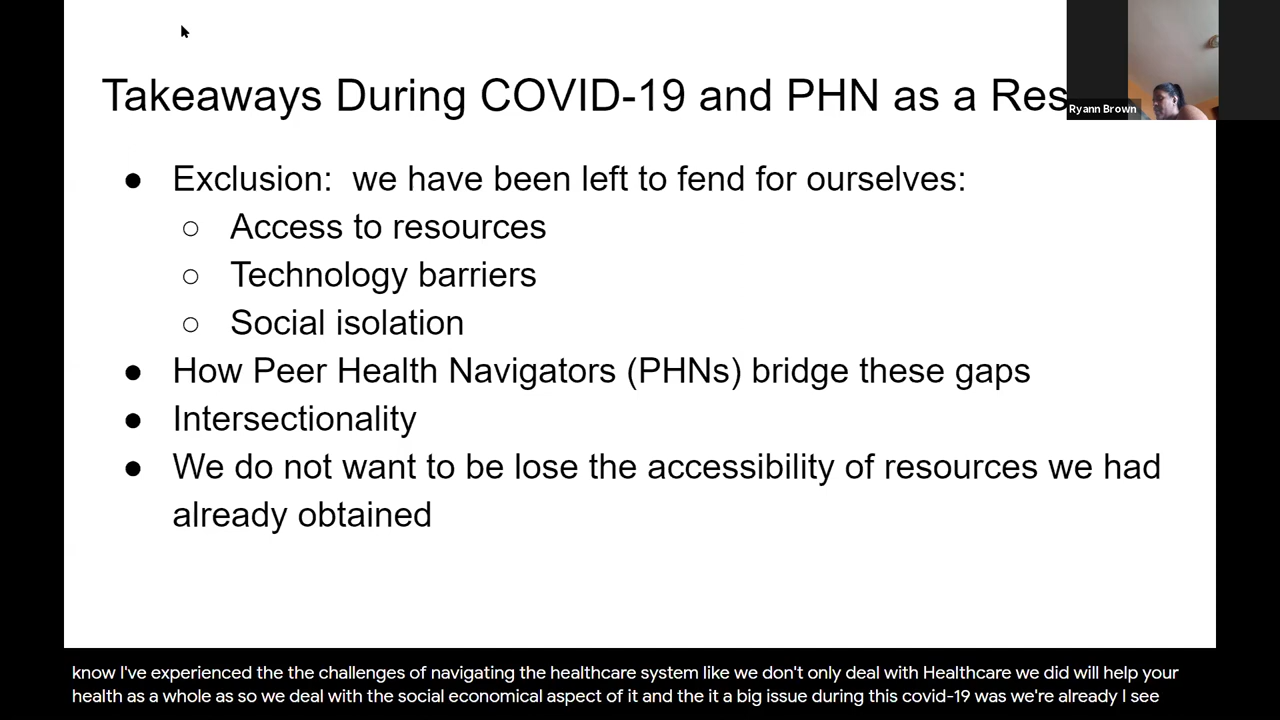 Takeaways During COVID-19 and PHN as a Res
Ryann Brown
● Exclusion:  we have been left to fend for ourselves:
○ Access to resources
○ Technology barriers
○ Social isolation
● How Peer Health Navigators (PHNs) bridge these gaps
● Intersectionality
● We do not want to be lose the accessibility of resources we had
already obtained
know I've experienced the the challenges of navigating the healthcare system like we don't only deal with Healthcare we did will help your
health as a whole as so we deal with the social economical aspect of it and the it a big issue during this covid-19 was we're already I see